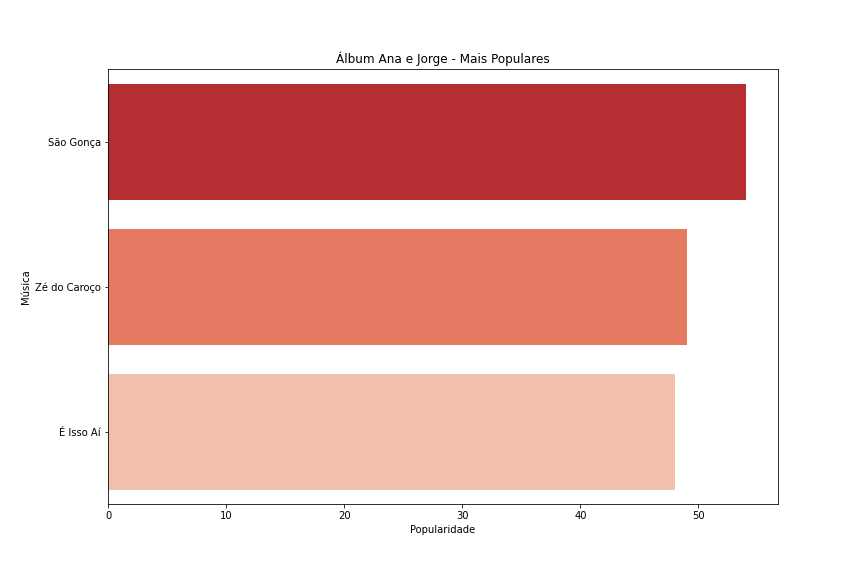 Álbum Ana e Jorge - Mais Populares
São Gonça
Zé do Caroço
É Isso Aí
Música
0 10 20 30 40 50
Popularidade